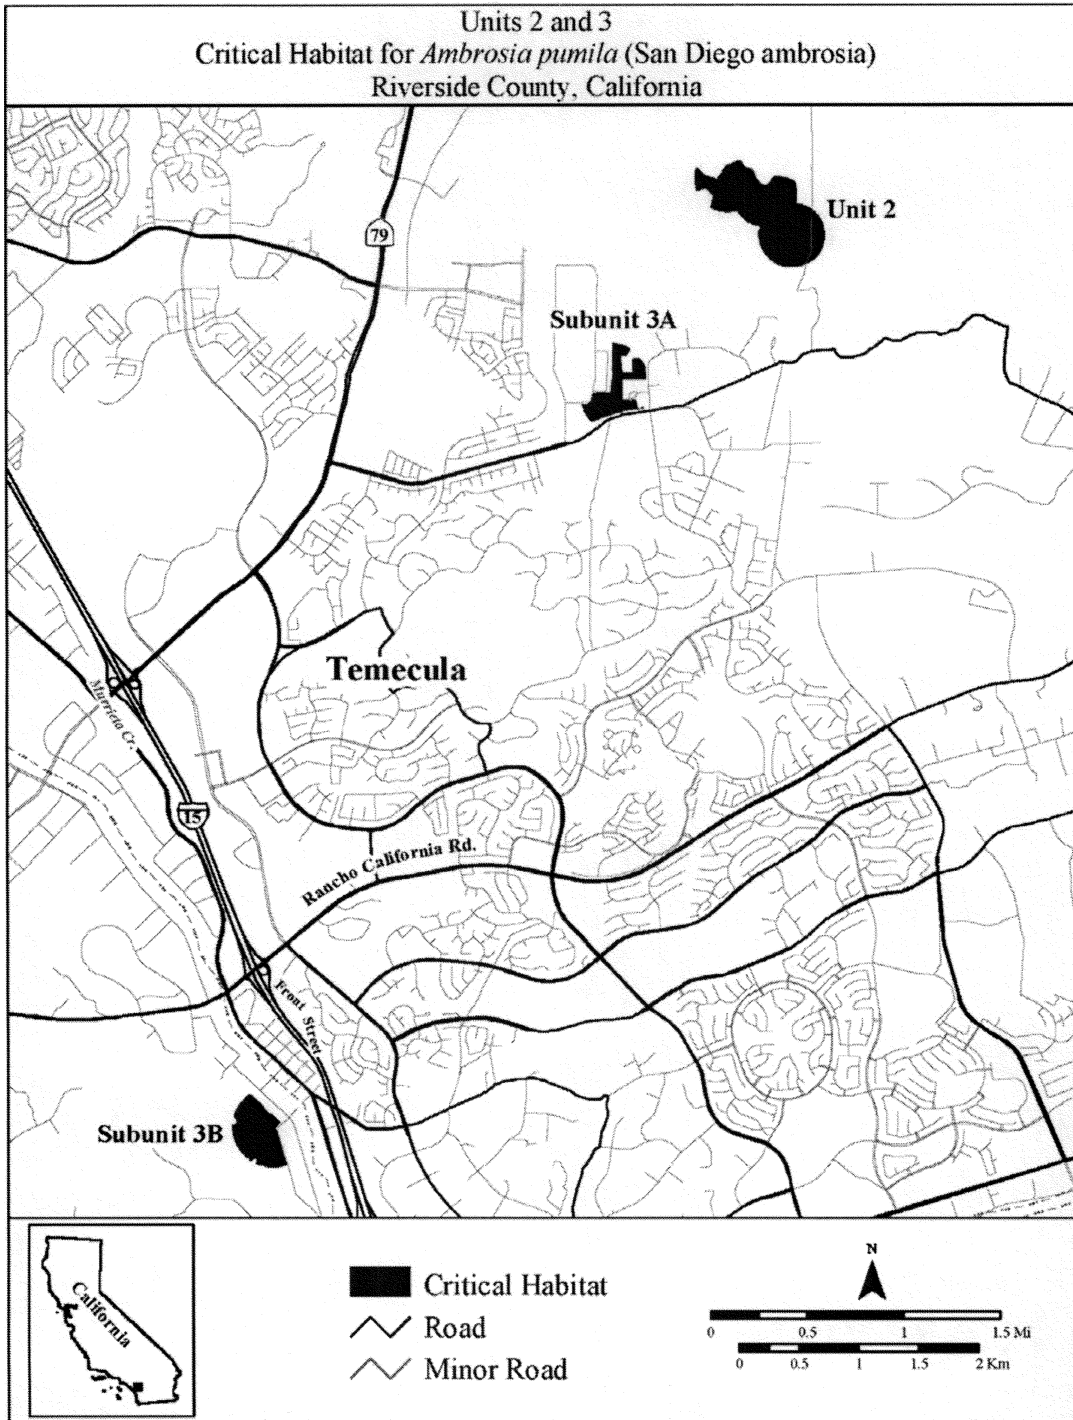 Units 2 and 3
Critical Habitat for Ambrosia pumila (San Diego ambrosia)
Riverside County, California
Unit 2
79
Subunit 3A
Temecula
Murrieta Cr.
15
Rancho California Rd.
Front Street
Subunit 3B
California
Critical Habitat
Road
Minor Road
N
0 0.5 1 1.5 Mi
0 0.5 1 1.5 2 Km